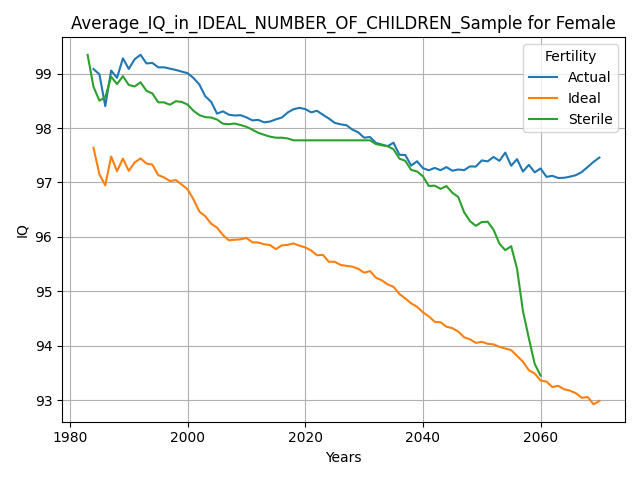 Average_IQ_in_IDEAL_NUMBER_OF_CHILDREN_Sample for Female
Fertility
Actual
Ideal
Sterile
99
98
97
96
95
94
93
IQ
1980
2000
2020
2040
2060
Years